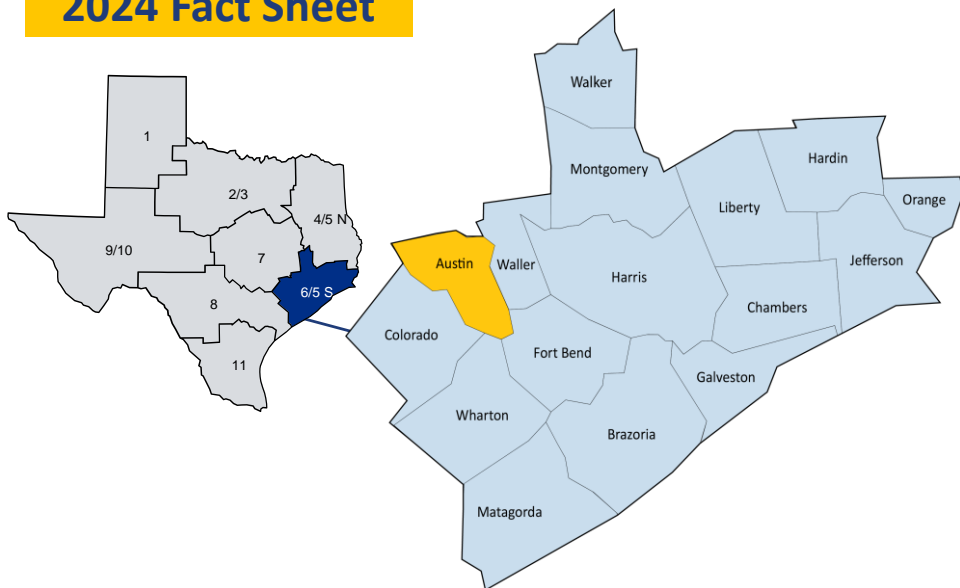 2024 Fact Sheet
1
2/3
4/5 N
9/10
7
6/5 S
8
11
Walker
Montgomery
Hardin
Liberty
Orange
Austin
Waller
Harris
Jefferson
Chambers
Colorado
Fort Bend
Galveston
Wharton
Brazoria
Matagorda